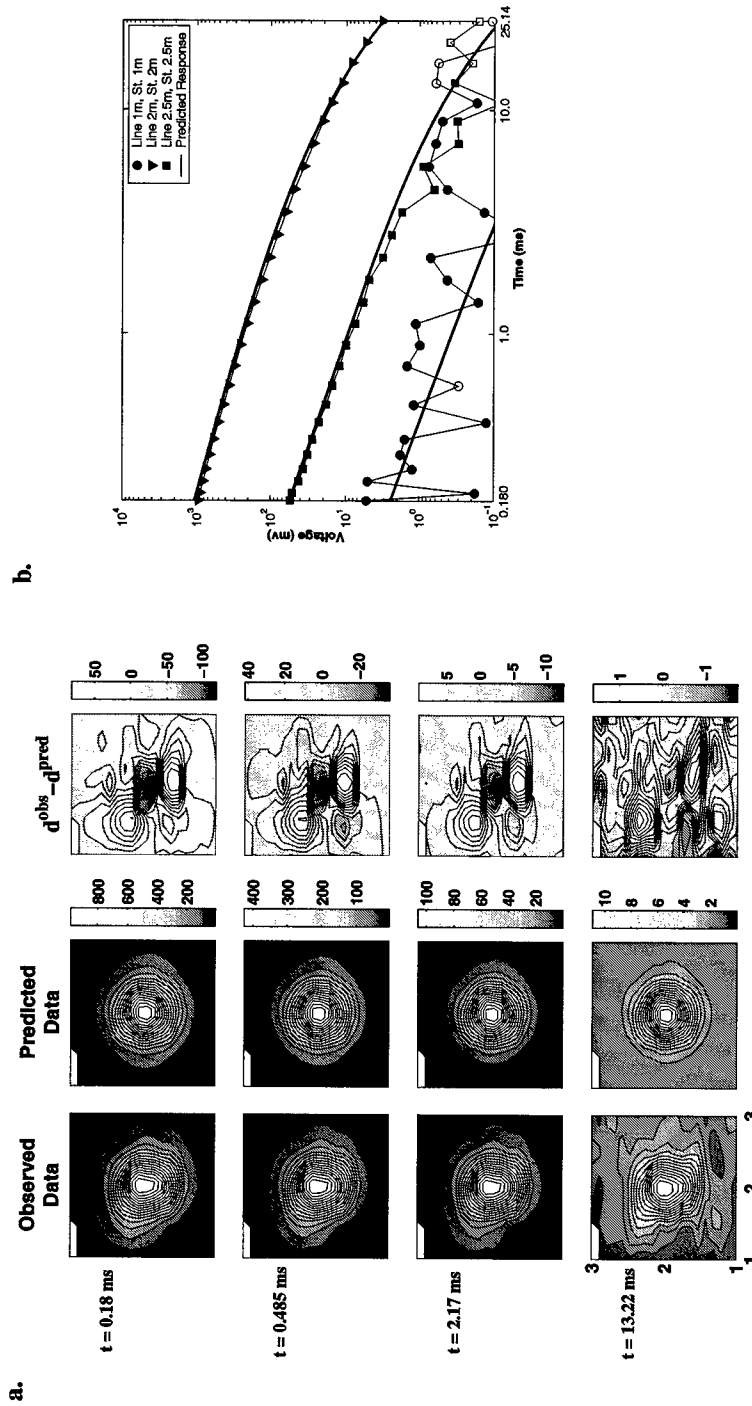 a.
Observed
Data
Predicted
Data
d^obs-d^pred
t = 0.18 ms
800
600
400
200
50
0
-50
-100
t = 0.485 ms
400
300
200
100
40
20
0
-20
t = 2.17 ms
100
80
60
40
20
5
0
-5
-10
t = 13.22 ms
3
2
1
1
2
3
10
8
6
4
2
1
0
-1
b.
Line 1m, St. 1m
Line 2m, St. 2m
Line 2.5m, St. 2.5m
Predicted Response
Voltage (mv)
10^4
10^3
10^2
10^1
10^0
10^-1
0.180
1.0
10.0
25.14
Time (ms)